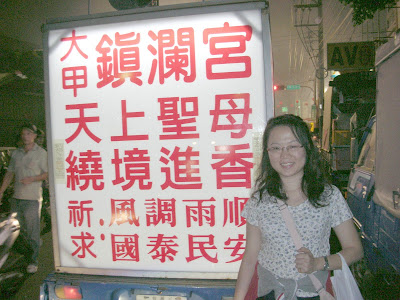 大甲鎮瀾宮
天上聖母
繞境進香
祈求：
風調雨順
國泰民安